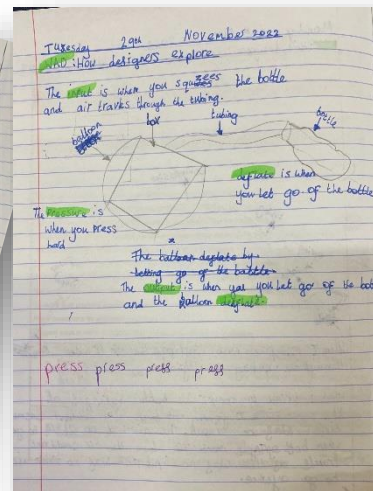 Tuesday 29th November 2022
WAD: How designers explore
The input is when you squeezes the bottle
and air travels through the tubing.
box
tubing
bottle
balloon
deflate is when
you let go of the bottle
The pressure is
when you press
hard
The balloon deflate by
letting go of the bottle
The output is when you let go of the bot
and the balloon deflate.
press press press press